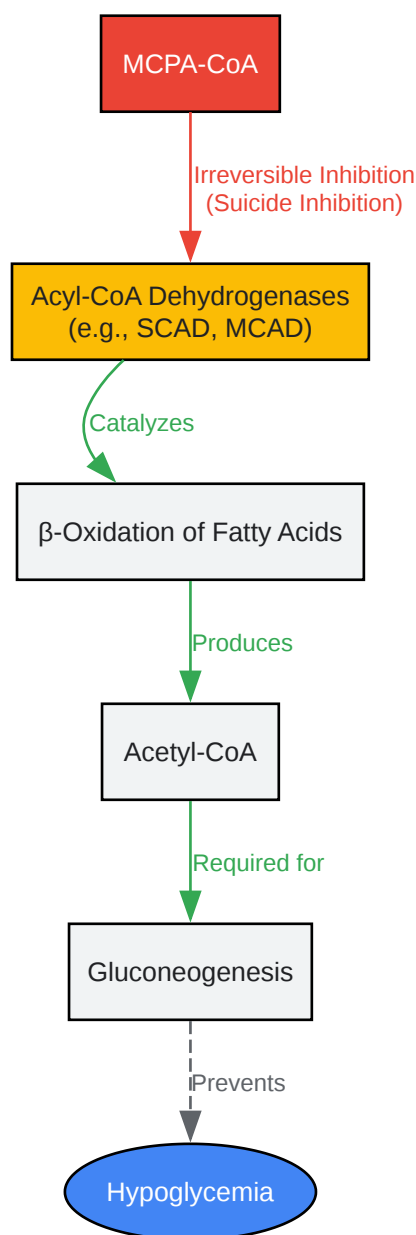 MCPA-CoA
Irreversible Inhibition
(Suicide Inhibition)
Acyl-CoA Dehydrogenases
(e.g., SCAD, MCAD)
Catalyzes
β-Oxidation of Fatty Acids
Produces
Acetyl-CoA
Required for
Gluconeogenesis
Prevents
Hypoglycemia